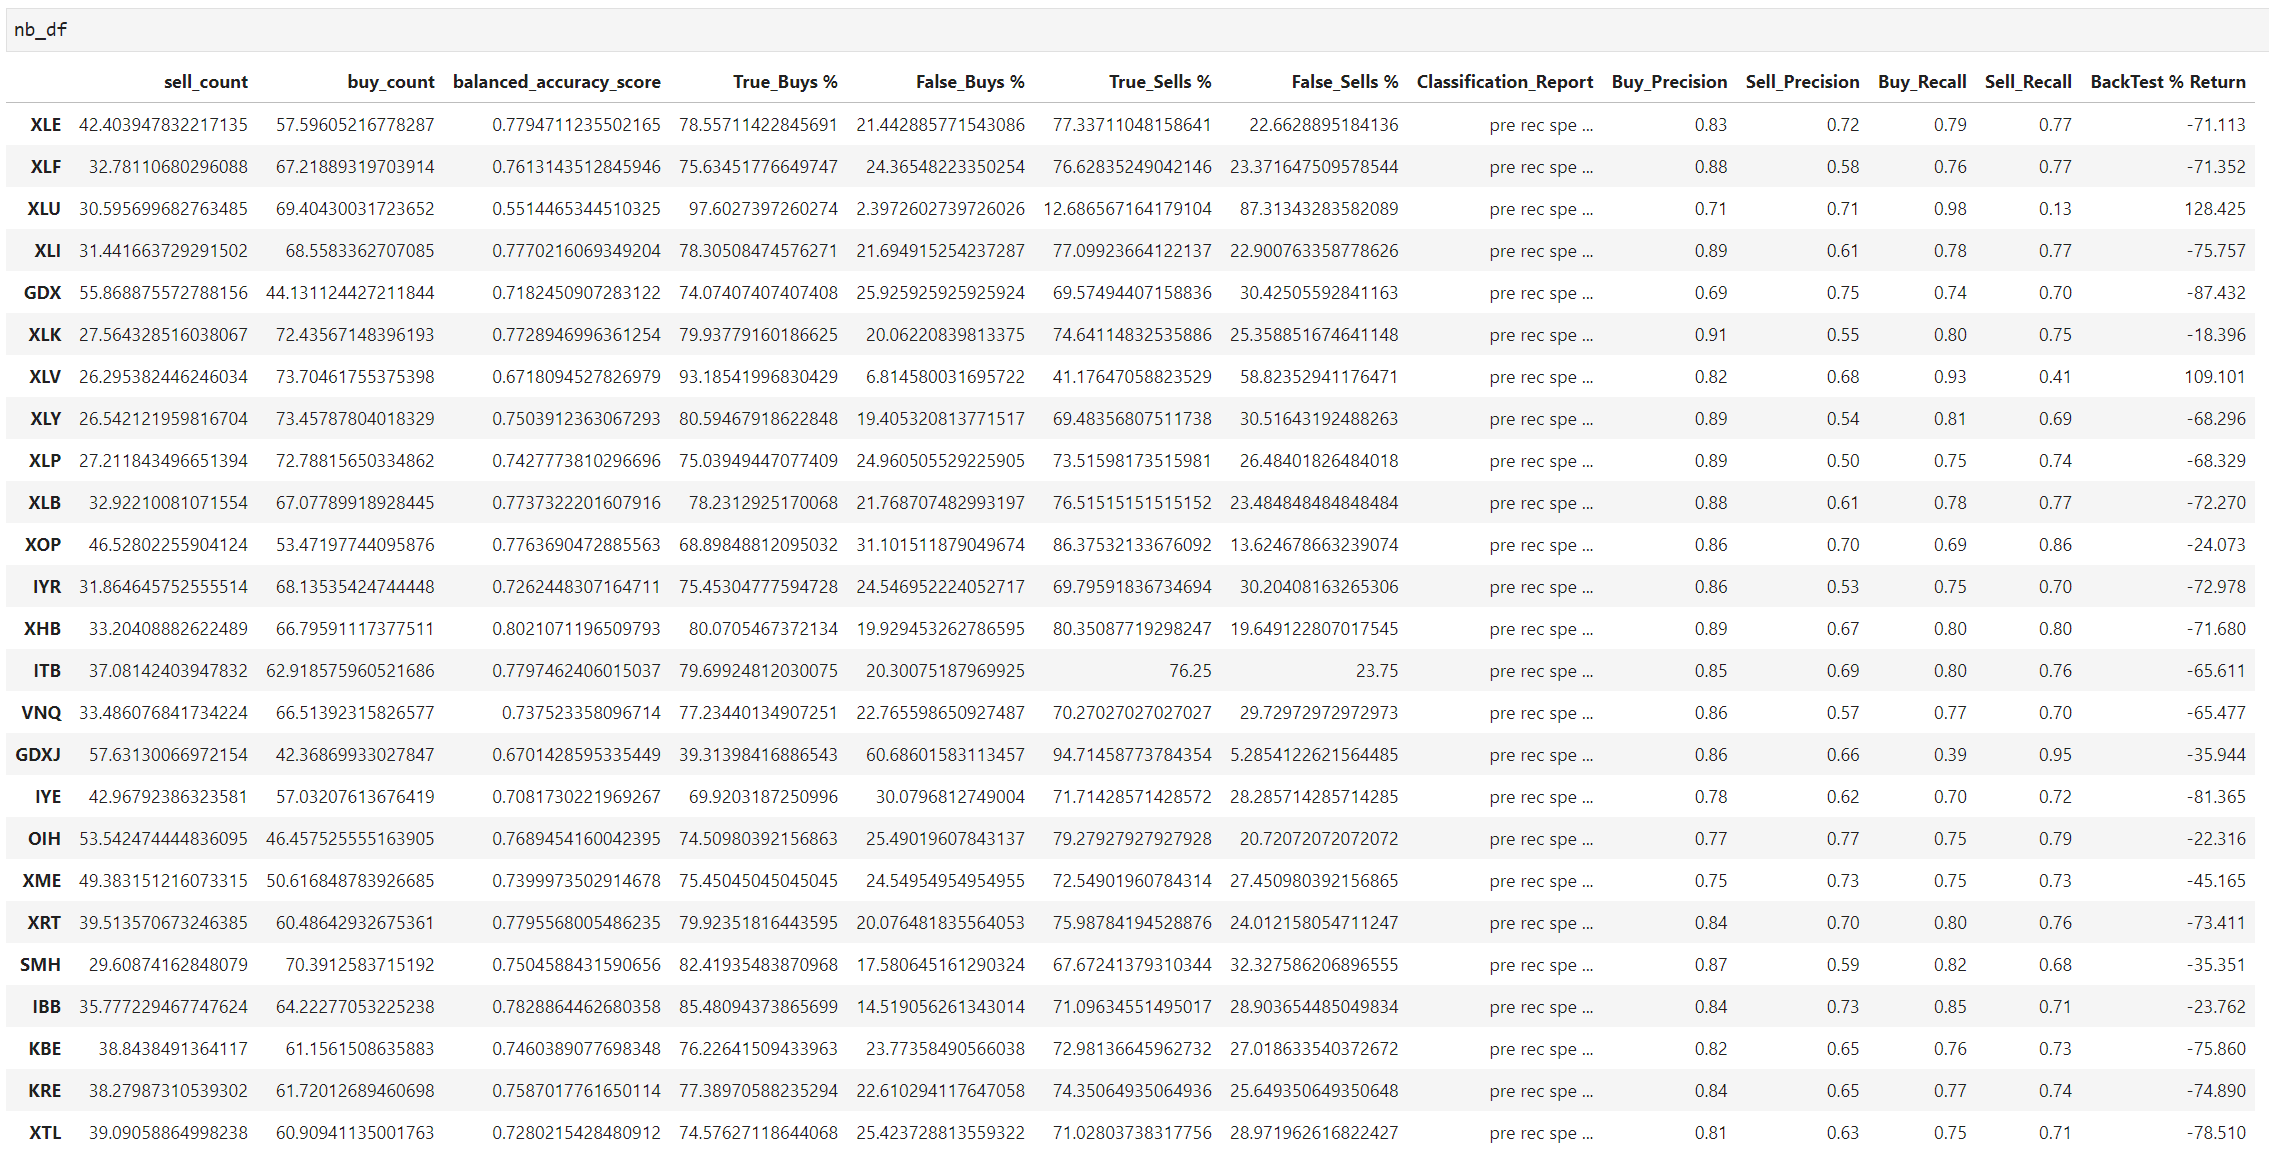 nb_df
sell_count buy_count balanced_accuracy_score True_Buys % False_Buys % True_Sells % False_Sells % Classification_Report Buy_Precision Sell_Precision Buy_Recall Sell_Recall BackTest % Return
XLE 42.403947832217135 57.59605216778287 0.7794711235502165 78.55711422845691 21.442885771543086 77.33711048158641 22.6628895184136 pre rec spe ... 0.83 0.72 0.79 0.77 -71.113
XLF 32.78110680296088 67.21889319703914 0.7613143512845946 75.63451776649747 24.36548223350254 76.62835249042146 23.371647509578544 pre rec spe ... 0.88 0.58 0.76 0.77 -71.352
XLU 30.595699682763485 69.40430031723652 0.5514465344510325 97.6027397260274 2.3972602739726026 12.686567164179104 87.31343283582089 pre rec spe ... 0.71 0.71 0.98 0.13 128.425
XLI 31.441663729291502 68.5583362707085 0.7770216069349204 78.30508474576271 21.694915254237287 77.09923664122137 22.900763358778626 pre rec spe ... 0.89 0.61 0.78 0.77 -75.757
GDX 55.868875572788156 44.131124427211844 0.7182450907283122 74.07407407407408 25.925925925925924 69.57494407158836 30.42505592841163 pre rec spe ... 0.69 0.75 0.74 0.70 -87.432
XLK 27.564328516038067 72.43567148396193 0.7728946996361254 79.93779160186625 20.06220839813375 74.64114832535886 25.358851674641148 pre rec spe ... 0.91 0.55 0.80 0.75 -18.396
XLV 26.295382446246034 73.70461755375398 0.6718094527826979 93.18541996830429 6.814580031695722 41.17647058823529 58.82352941176471 pre rec spe ... 0.82 0.68 0.93 0.41 109.101
XLY 26.542121959816704 73.45787804018329 0.7503912363067293 80.59467918622848 19.405320813771517 69.48356807511738 30.51643192488263 pre rec spe ... 0.89 0.54 0.81 0.69 -68.296
XLP 27.211843496651394 72.78815650334862 0.7427773810296696 75.03949447077409 24.960505529225905 73.51598173515981 26.48401826484018 pre rec spe ... 0.89 0.50 0.75 0.74 -68.329
XLB 32.92210081071554 67.07789918928445 0.7737322201607916 78.2312925170068 21.768707482993197 76.51515151515152 23.484848484848484 pre rec spe ... 0.88 0.61 0.78 0.77 -72.270
XOP 46.52802255904124 53.47197744095876 0.7763690472885563 68.89848812095032 31.101511879049674 86.37532133676092 13.624678663239074 pre rec spe ... 0.86 0.70 0.69 0.86 -24.073
IYR 31.864645752555514 68.13535424744448 0.7262448307164711 75.45304777594728 24.546952224052717 69.79591836734694 30.20408163265306 pre rec spe ... 0.86 0.53 0.75 0.70 -72.978
XHB 33.20408882622489 66.79591117377511 0.8021071196509793 80.0705467372134 19.929453262786595 80.35087719298247 19.649122807017545 pre rec spe ... 0.89 0.67 0.80 0.80 -71.680
ITB 37.08142403947832 62.918575960521686 0.7797462406015037 79.69924812030075 20.30075187969925 76.25 23.75 pre rec spe ... 0.85 0.69 0.80 0.76 -65.611
VNQ 33.486076841734224 66.51392315826577 0.737523358096714 77.23440134907251 22.765598650927487 70.27027027027027 29.72972972972973 pre rec spe ... 0.86 0.57 0.77 0.70 -65.477
GDXJ 57.63130066972154 42.36869933027847 0.6701428595335449 39.31398416886543 60.68601583113457 94.71458773784354 5.2854122621564485 pre rec spe ... 0.86 0.66 0.39 0.95 -35.944
IYE 42.96792386323581 57.03207613676419 0.7081730221969267 69.9203187250996 30.0796812749004 71.71428571428572 28.285714285714285 pre rec spe ... 0.78 0.62 0.70 0.72 -81.365
OIH 53.542474444836095 46.457525555163905 0.7689454160042395 74.50980392156863 25.49019607843137 79.27927927927928 20.72072072072072 pre rec spe ... 0.77 0.77 0.75 0.79 -22.316
XME 49.383151216073315 50.616848783926685 0.7399973502914678 75.45045045045045 24.54954954954955 72.54901960784314 27.450980392156865 pre rec spe ... 0.75 0.73 0.75 0.73 -45.165
XRT 39.513570673246385 60.48642932675361 0.7795568005486235 79.92351816443595 20.076481835564053 75.98784194528876 24.012158054711247 pre rec spe ... 0.84 0.70 0.80 0.76 -73.411
SMH 29.60874162848079 70.3912583715192 0.7504588431590656 82.41935483870968 17.580645161290324 67.67241379310344 32.327586206896555 pre rec spe ... 0.87 0.59 0.82 0.68 -35.351
IBB 35.777229467747624 64.22277053225238 0.7828864462680358 85.48094373865699 14.519056261343014 71.09634551495017 28.903654485049834 pre rec spe ... 0.84 0.73 0.85 0.71 -23.762
KBE 38.8438491364117 61.1561508635883 0.7460389077698348 76.22641509433963 23.77358490566038 72.98136645962732 27.018633540372672 pre rec spe ... 0.82 0.65 0.76 0.73 -75.860
KRE 38.27987310539302 61.72012689460698 0.7587017761650114 77.38970588235294 22.610294117647058 74.35064935064936 25.649350649350648 pre rec spe ... 0.84 0.65 0.77 0.74 -74.890
XTL 39.09058864998238 60.90941135001763 0.7280215428480912 74.57627118644068 25.423728813559322 71.02803738317756 28.971962616822427 pre rec spe ... 0.81 0.63 0.75 0.71 -78.510